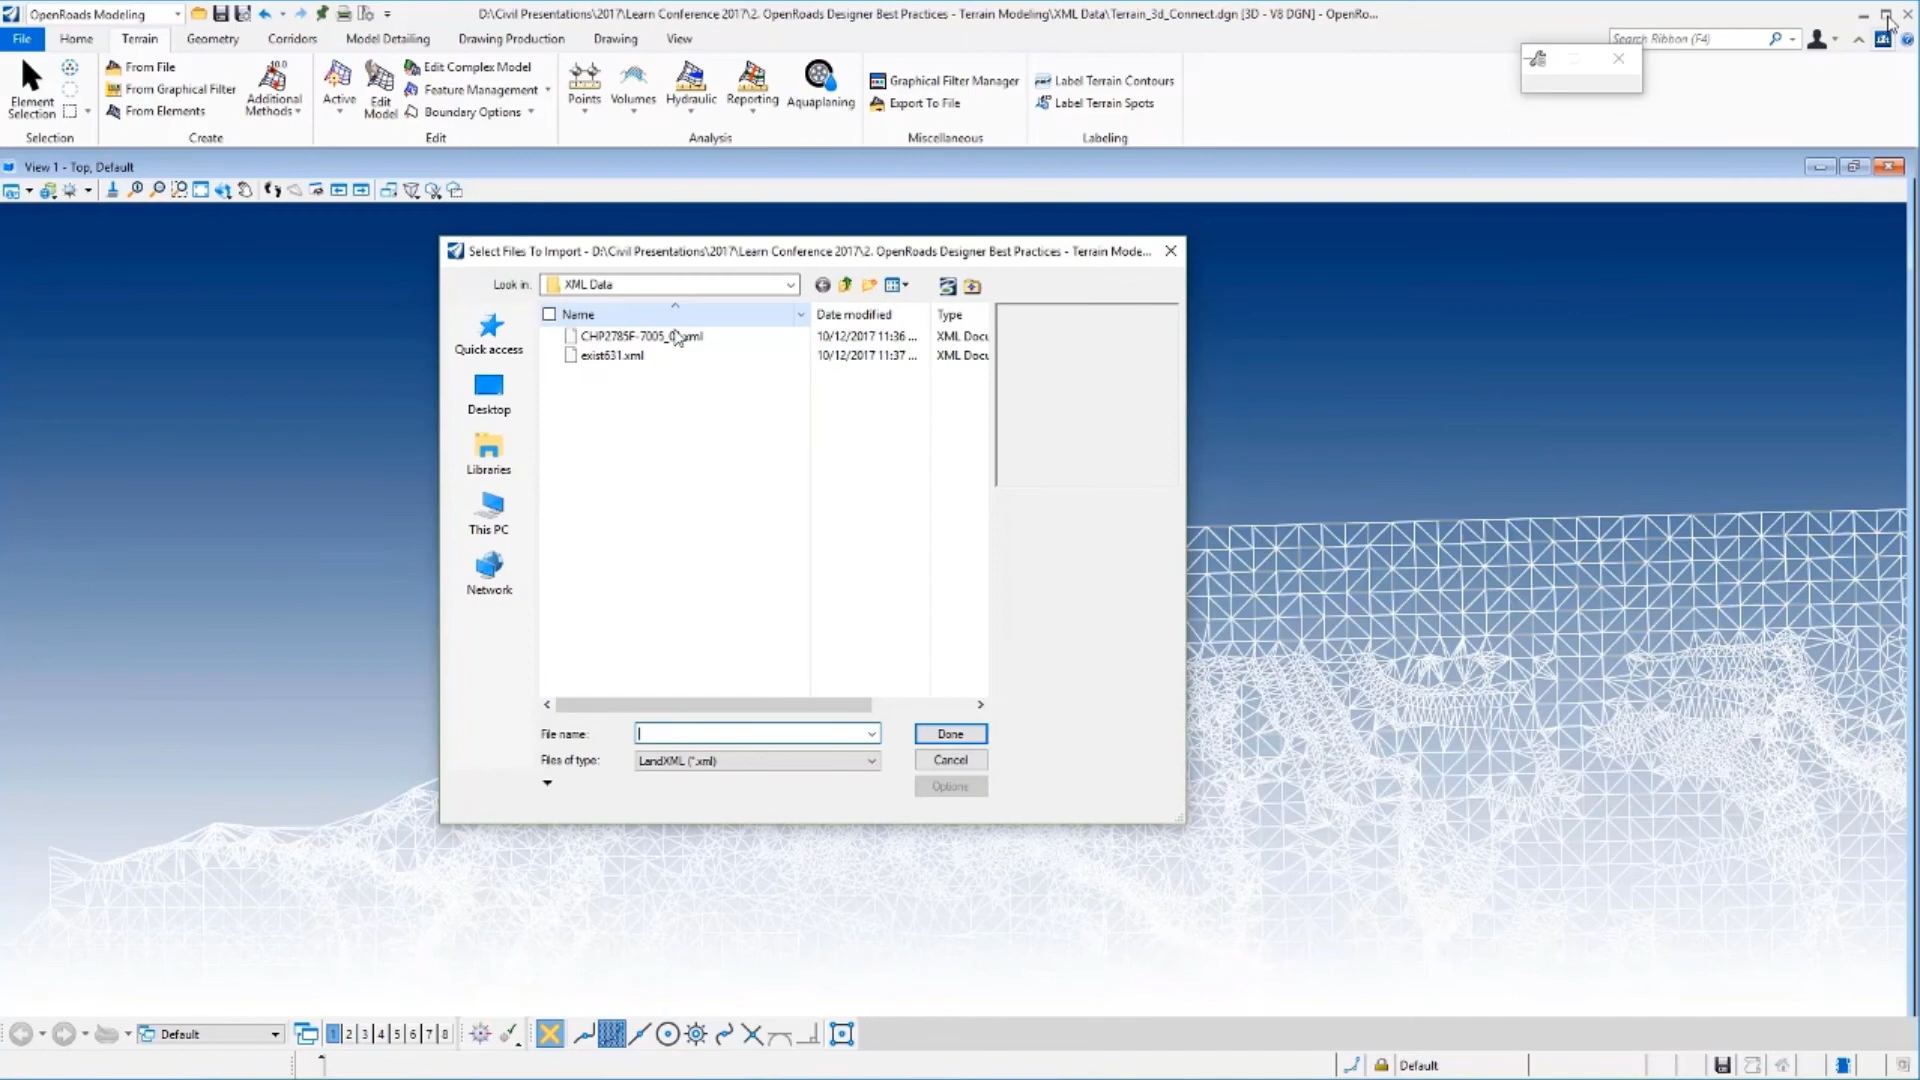 OpenRoads Modeling
D:\Civil Presentations\2017\Learn Conference 2017\2. OpenRoads Designer Best Practices - Terrain Modeling\XML Data\Terrain_3d_Connect.dgn [3D - V8 DGN] - OpenRo...
File Home Terrain Geometry Corridors Model Detailing Drawing Production Drawing View
Search Ribbon (F4)
Element Selection
Selection
From File
From Graphical Filter
From Elements
Additional Methods
Create
Active
Edit Model
Edit Complex Model
Feature Management
Boundary Options
Edit
Points
Volumes
Hydraulic
Reporting
Aquaplaning
Analysis
Graphical Filter Manager
Export To File
Miscellaneous
Label Terrain Contours
Label Terrain Spots
Labeling
View 1 - Top, Default
Select Files To Import - D:\Civil Presentations\2017\Learn Conference 2017\2. OpenRoads Designer Best Practices - Terrain Mode...
Look in: XML Data
Quick access
Desktop
Libraries
This PC
Network
Name Date modified Type
10/12/2017 11:36 ... XML Docu
exist631.xml 10/12/2017 11:37 ... XML Docu
File name:
Done
Files of type: LandXML (*.xml)
Cancel
Options
Default
1 2 3 4 5 6 7 8
Default